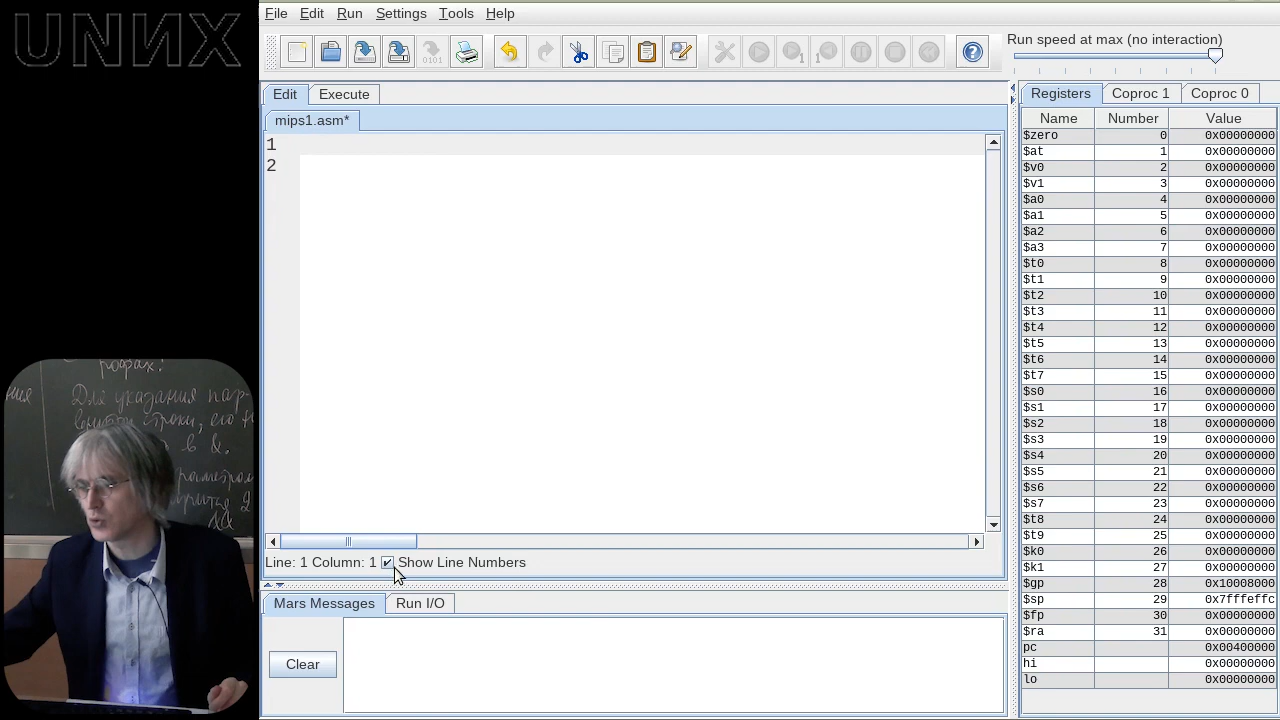 UNИX
File Edit Run Settings Tools Help
Run speed at max (no interaction)
Edit Execute
mips1.asm*
1
2
Line: 1 Column: 1 Show Line Numbers
Mars Messages Run I/O
Clear
Registers Coproc 1 Coproc 0
Name Number Value
$zero 0 0x00000000
$at 1 0x00000000
$v0 2 0x00000000
$v1 3 0x00000000
$a0 4 0x00000000
$a1 5 0x00000000
$a2 6 0x00000000
$a3 7 0x00000000
$t0 8 0x00000000
$t1 9 0x00000000
$t2 10 0x00000000
$t3 11 0x00000000
$t4 12 0x00000000
$t5 13 0x00000000
$t6 14 0x00000000
$t7 15 0x00000000
$s0 16 0x00000000
$s1 17 0x00000000
$s2 18 0x00000000
$s3 19 0x00000000
$s4 20 0x00000000
$s5 21 0x00000000
$s6 22 0x00000000
$s7 23 0x00000000
$t8 24 0x00000000
$t9 25 0x00000000
$k0 26 0x00000000
$k1 27 0x00000000
$gp 28 0x10008000
$sp 29 0x7fffeffc
$fp 30 0x00000000
$ra 31 0x00000000
pc 0x00400000
hi 0x00000000
lo 0x00000000
Для указания пар-
строки, его
в &.